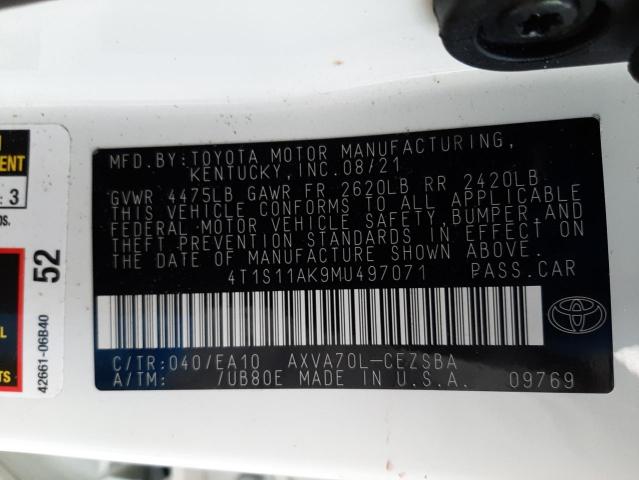 MFD.BY:TOYOTA MOTOR MANUFACTURING,
KENTUCKY,INC.08/21
GVWR 4475LB GAWR FR 2620LB RR 2420LB
THIS VEHICLE CONFORMS TO ALL APPLICABLE
FEDERAL MOTOR VEHICLE SAFETY,BUMPER,AND
THEFT PREVENTION STANDARDS IN EFFECT ON
THE DATE OF MANUFACTURE SHOWN ABOVE.
4T1S11AK9MU497071 PASS.CAR
C/TR:040/EA10 AXVA70L-CEZSBA
A/TM: /UB80E MADE IN U.S.A. 09769
: 3
52
42661-06B40